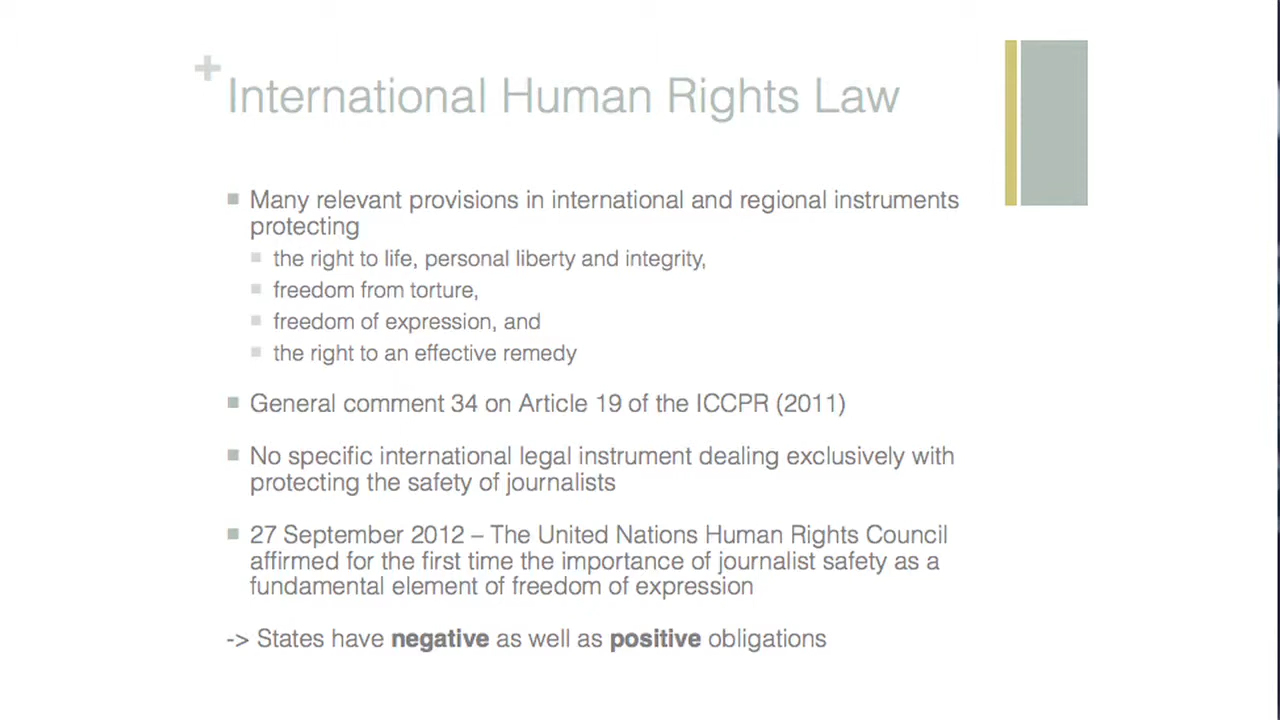 +
International Human Rights Law
Many relevant provisions in international and regional instruments
protecting
the right to life, personal liberty and integrity,
freedom from torture,
freedom of expression, and
the right to an effective remedy
General comment 34 on Article 19 of the ICCPR (2011)
No specific international legal instrument dealing exclusively with
protecting the safety of journalists
27 September 2012 – The United Nations Human Rights Council
affirmed for the first time the importance of journalist safety as a
fundamental element of freedom of expression
-> States have negative as well as positive obligations